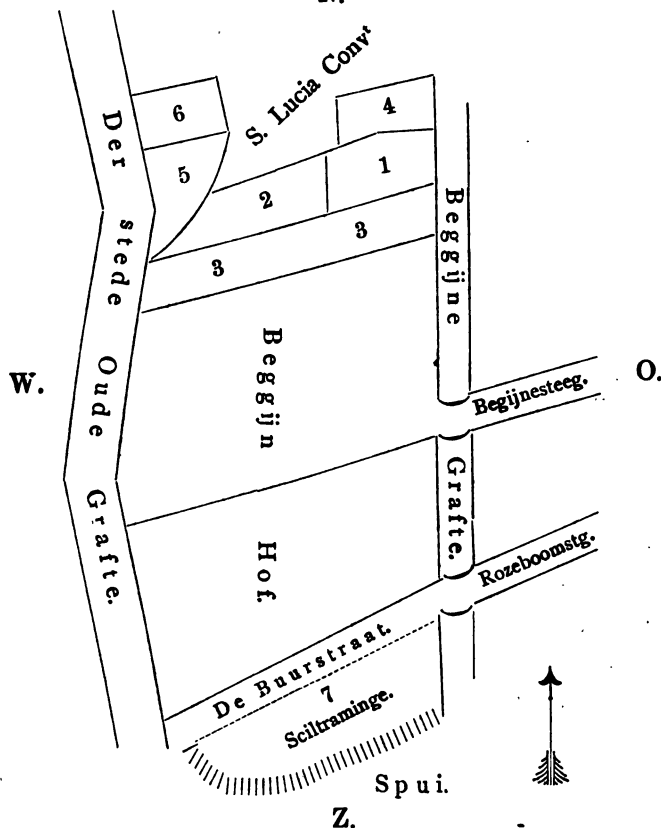 S. Lucia Convᵗ
6
4
5
1
2
3
3
Der stede Oude Grafte.
Beggijne Grafte.
Beggijn Hof.
W.
O.
Begijnesteeg.
Rozeboomstg.
De Buurstraat.
7
Sciltraminge.
Spui.
Z.